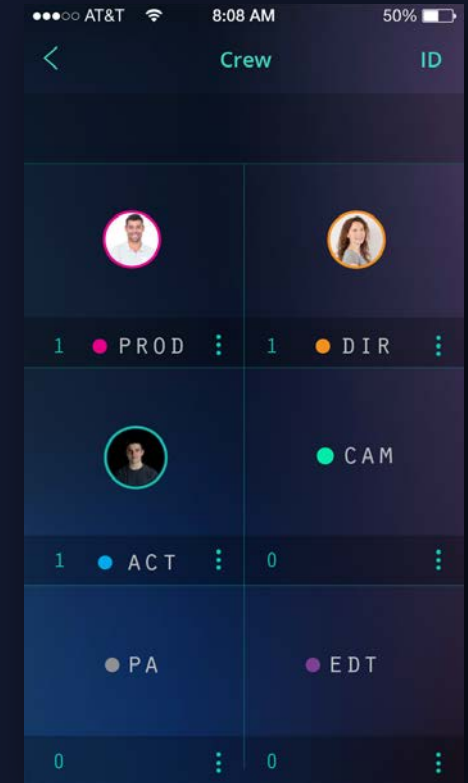 AT&T 8:08 AM 50%
Crew ID
1 PROD 1 DIR
CAM
1 ACT 0
PA EDT
0 0